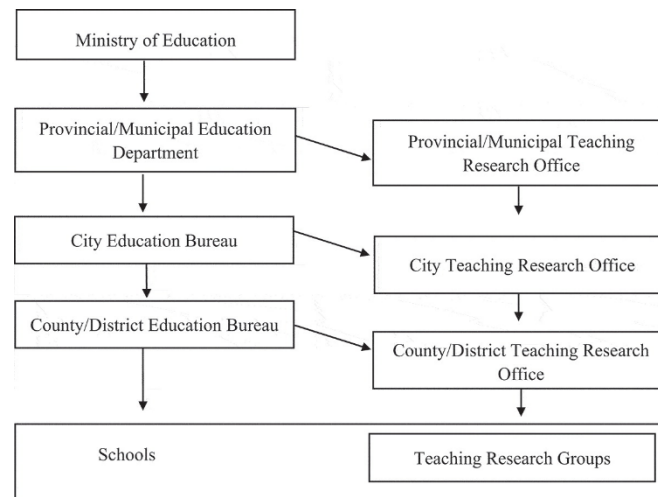 Ministry of Education
Provincial/Municipal Education
Department
Provincial/Municipal Teaching
Research Office
City Education Bureau
City Teaching Research Office
County/District Education Bureau
County/District Teaching Research
Office
Schools
Teaching Research Groups